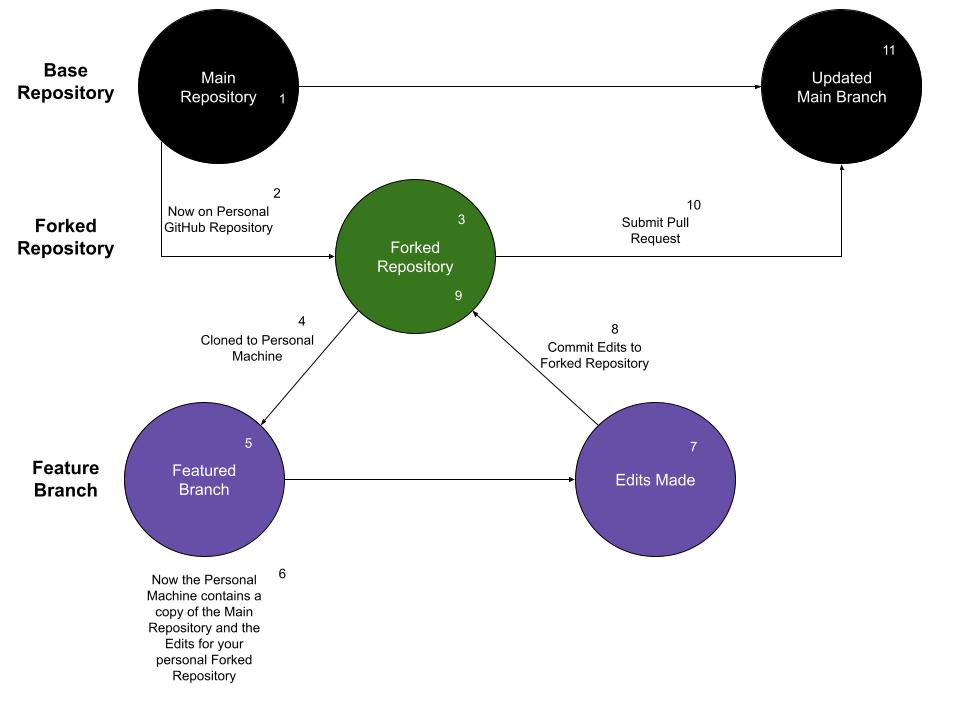 Base
Repository
Main
Repository
1
11
Updated
Main Branch
2
Now on Personal
GitHub Repository
Forked
Repository
3
Forked
Repository
9
10
Submit Pull
Request
4
Cloned to Personal
Machine
8
Commit Edits to
Forked Repository
Feature
Branch
5
Featured
Branch
7
Edits Made
6
Now the Personal
Machine contains a
copy of the Main
Repository and the
Edits for your
personal Forked
Repository